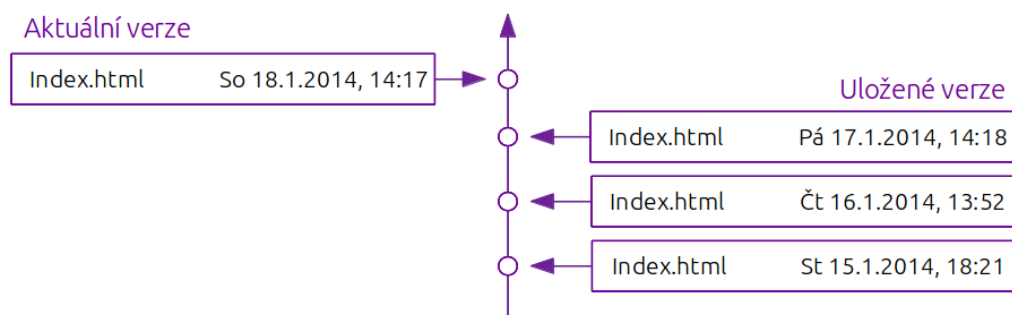 Aktuální verze
Index.html So 18.1.2014, 14:17
Uložené verze
Index.html Pá 17.1.2014, 14:18
Index.html Čt 16.1.2014, 13:52
Index.html St 15.1.2014, 18:21